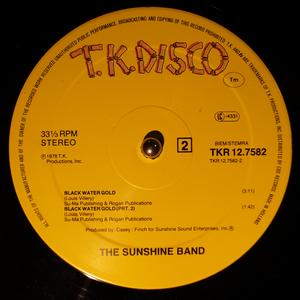 T.K. DISCO
Tm
33⅓ RPM
STEREO
℗ 1978 T.K.
Productions, Inc.
2
LC-4331
BIEM/STEMRA
TKR 12.7582
TKR 12.7582-2
BLACK WATER GOLD 3:11
(Louis Villery)
Su-Ma Publishing & Rogan Publications
BLACK WATER GOLD (PRT. 2) 1:42
(Louis Villery)
Su-Ma Publishing & Rogan Publications
Produced by: Casey / Finch for Sunshine Sound Enterprises, Inc.
THE SUNSHINE BAND